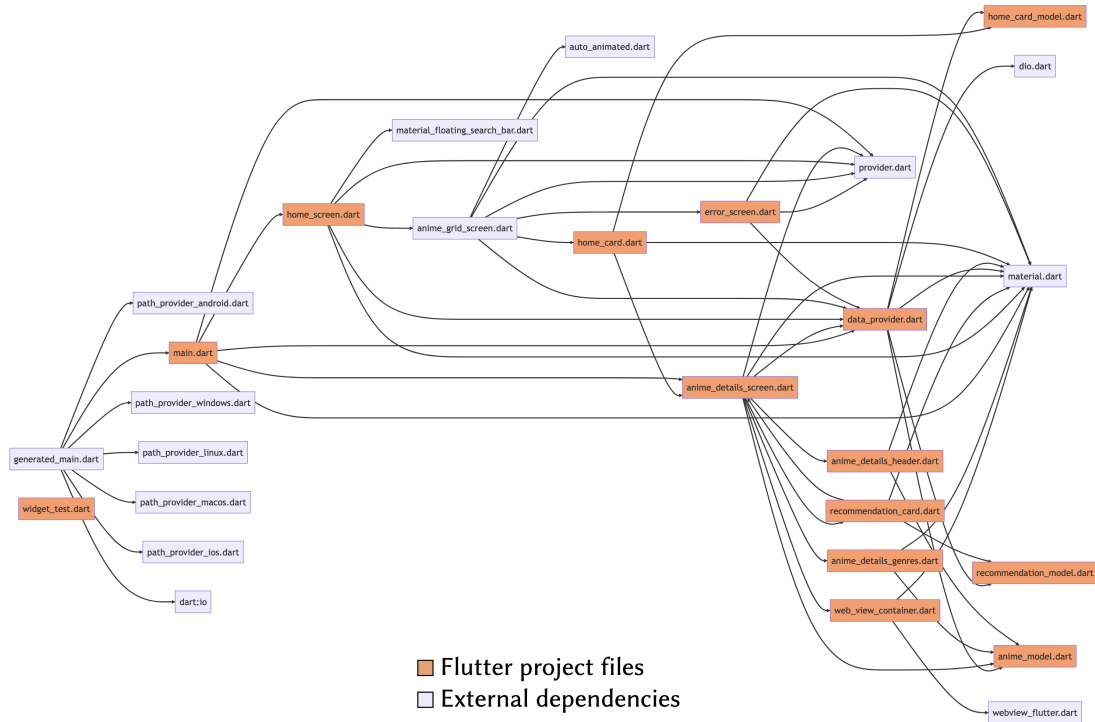 home_card_model.dart
auto_animated.dart
dio.dart
material_floating_search_bar.dart
provider.dart
home_screen.dart
error_screen.dart
anime_grid_screen.dart
home_card.dart
material.dart
path_provider_android.dart
data_provider.dart
main.dart
anime_details_screen.dart
path_provider_windows.dart
path_provider_linux.dart
generated_main.dart
anime_details_header.dart
path_provider_macos.dart
widget_test.dart
recommendation_card.dart
path_provider_ios.dart
anime_details_genres.dart
recommendation_model.dart
dart:io
web_view_container.dart
anime_model.dart
Flutter project files
External dependencies
webview_flutter.dart